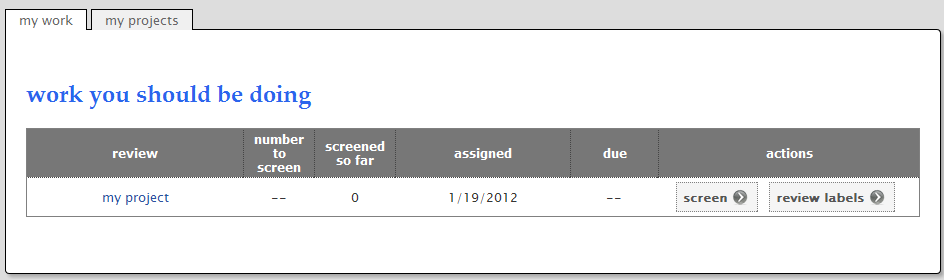 my work my projects
work you should be doing
review number to screen screened so far assigned due actions
my project -- 0 1/19/2012 -- screen review labels